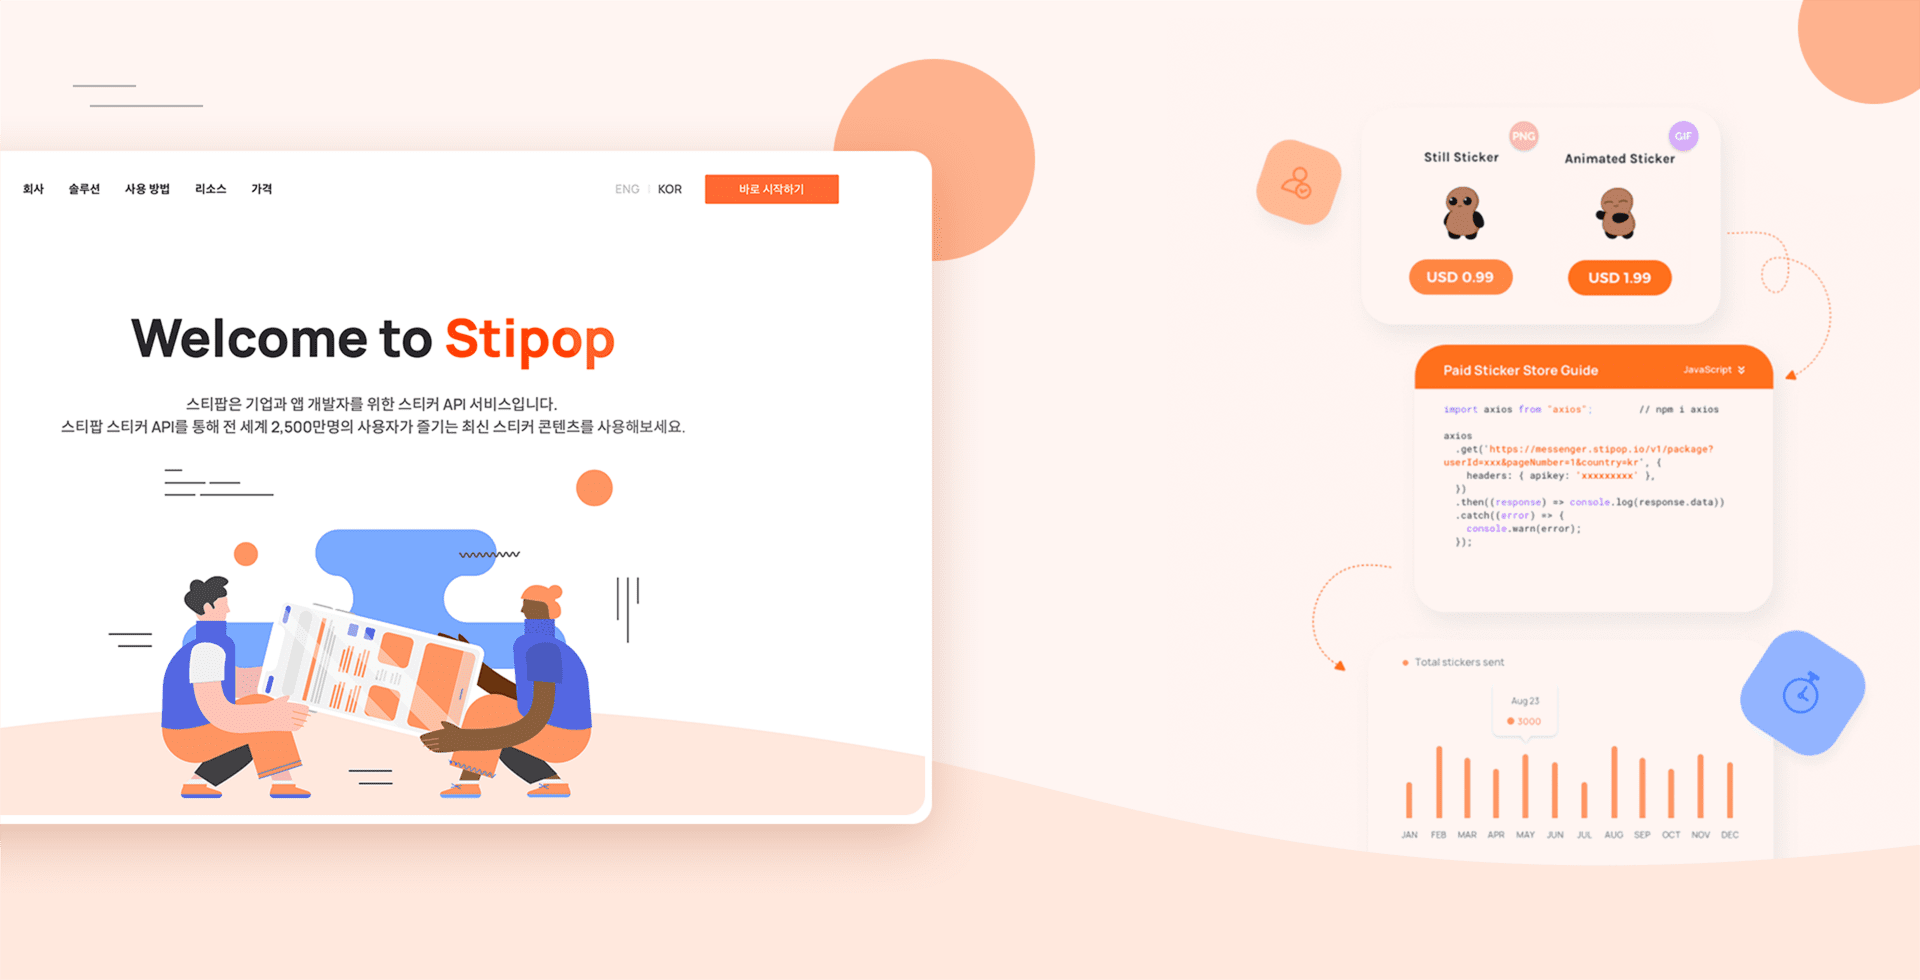 회사 솔루션 사용 방법 리소스 가격 ENG | KOR 바로 시작하기
Welcome to Stipop
스티팝은 기업과 앱 개발자를 위한 스티커 API 서비스입니다.
스티팝 스티커 API를 통해 전 세계 2,500만명의 사용자가 즐기는 최신 스티커 콘텐츠를 사용해보세요.
PNG
GIF
Still Sticker
Animated Sticker
USD 0.99
USD 1.99
Paid Sticker Store Guide
JavaScript
import axios from "axios"; // npm i axios
axios
.get('https://messenger.stipop.io/v1/package?
userId=xxx&pageNumber=1&country=kr', {
headers: { apikey: 'xxxxxxxxx' },
})
.then((response) => console.log(response.data))
.catch((error) => {
console.warn(error);
});
Total stickers sent
Aug 23
3000
JAN FEB MAR APR MAY JUN JUL AUG SEP OCT NOV DEC